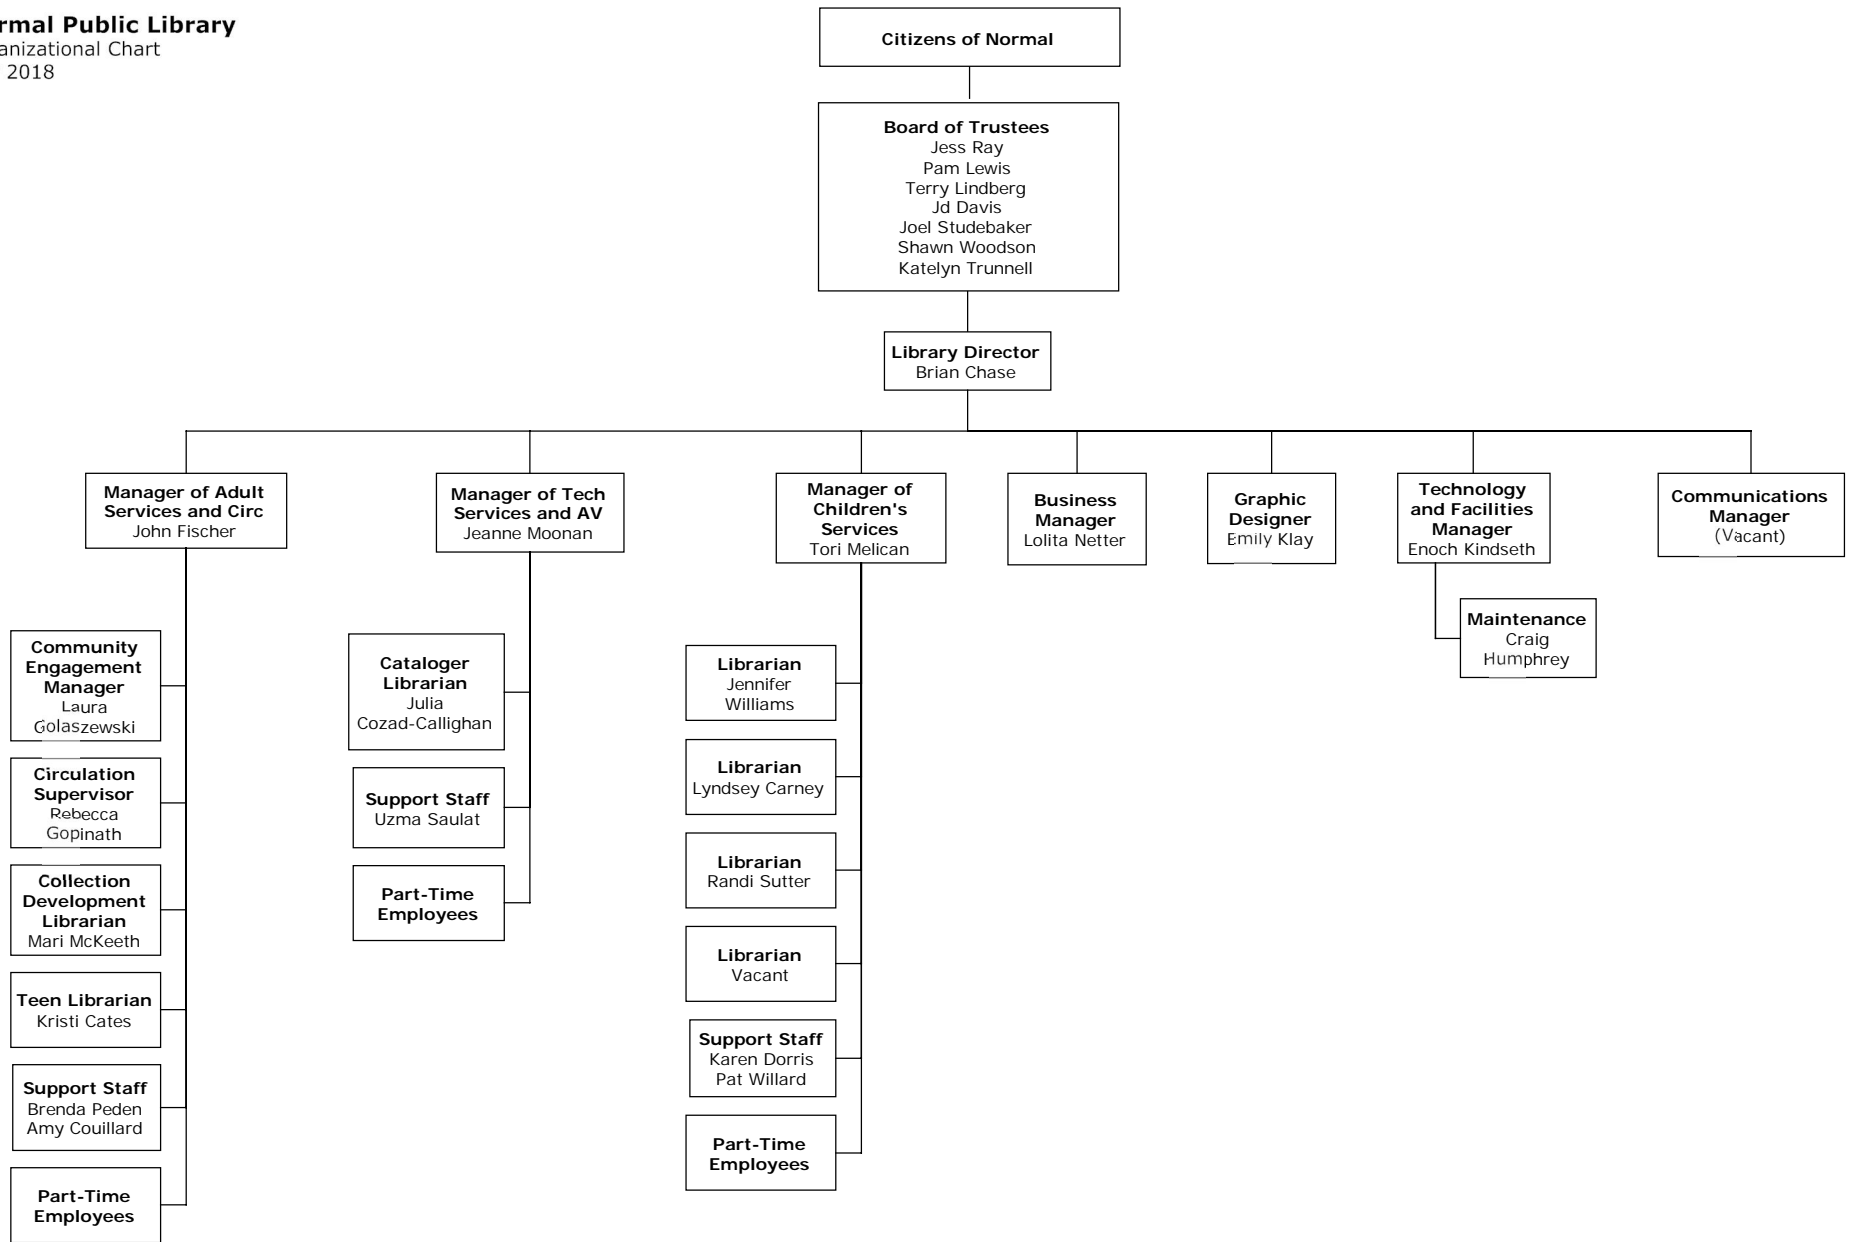 rmal Public Library
anizational Chart
2018
Citizens of Normal
Board of Trustees
Jess Ray
Pam Lewis
Terry Lindberg
Jd Davis
Joel Studebaker
Shawn Woodson
Katelyn Trunnell
Library Director
Brian Chase
Manager of Adult
Services and Circ
John Fischer
Manager of Tech
Services and AV
Jeanne Moonan
Manager of
Children's
Services
Tori Melican
Business
Manager
Lolita Netter
Graphic
Designer
Emily Klay
Technology
and Facilities
Manager
Enoch Kindseth
Communications
Manager
(Vacant)
Maintenance
Craig
Humphrey
Community
Engagement
Manager
Laura
Golaszewski
Circulation
Supervisor
Rebecca
Gopinath
Collection
Development
Librarian
Mari McKeeth
Teen Librarian
Kristi Cates
Support Staff
Brenda Peden
Amy Couillard
Part-Time
Employees
Cataloger
Librarian
Julia
Cozad-Callighan
Support Staff
Uzma Saulat
Part-Time
Employees
Librarian
Jennifer
Williams
Librarian
Lyndsey Carney
Librarian
Randi Sutter
Librarian
Vacant
Support Staff
Karen Dorris
Pat Willard
Part-Time
Employees